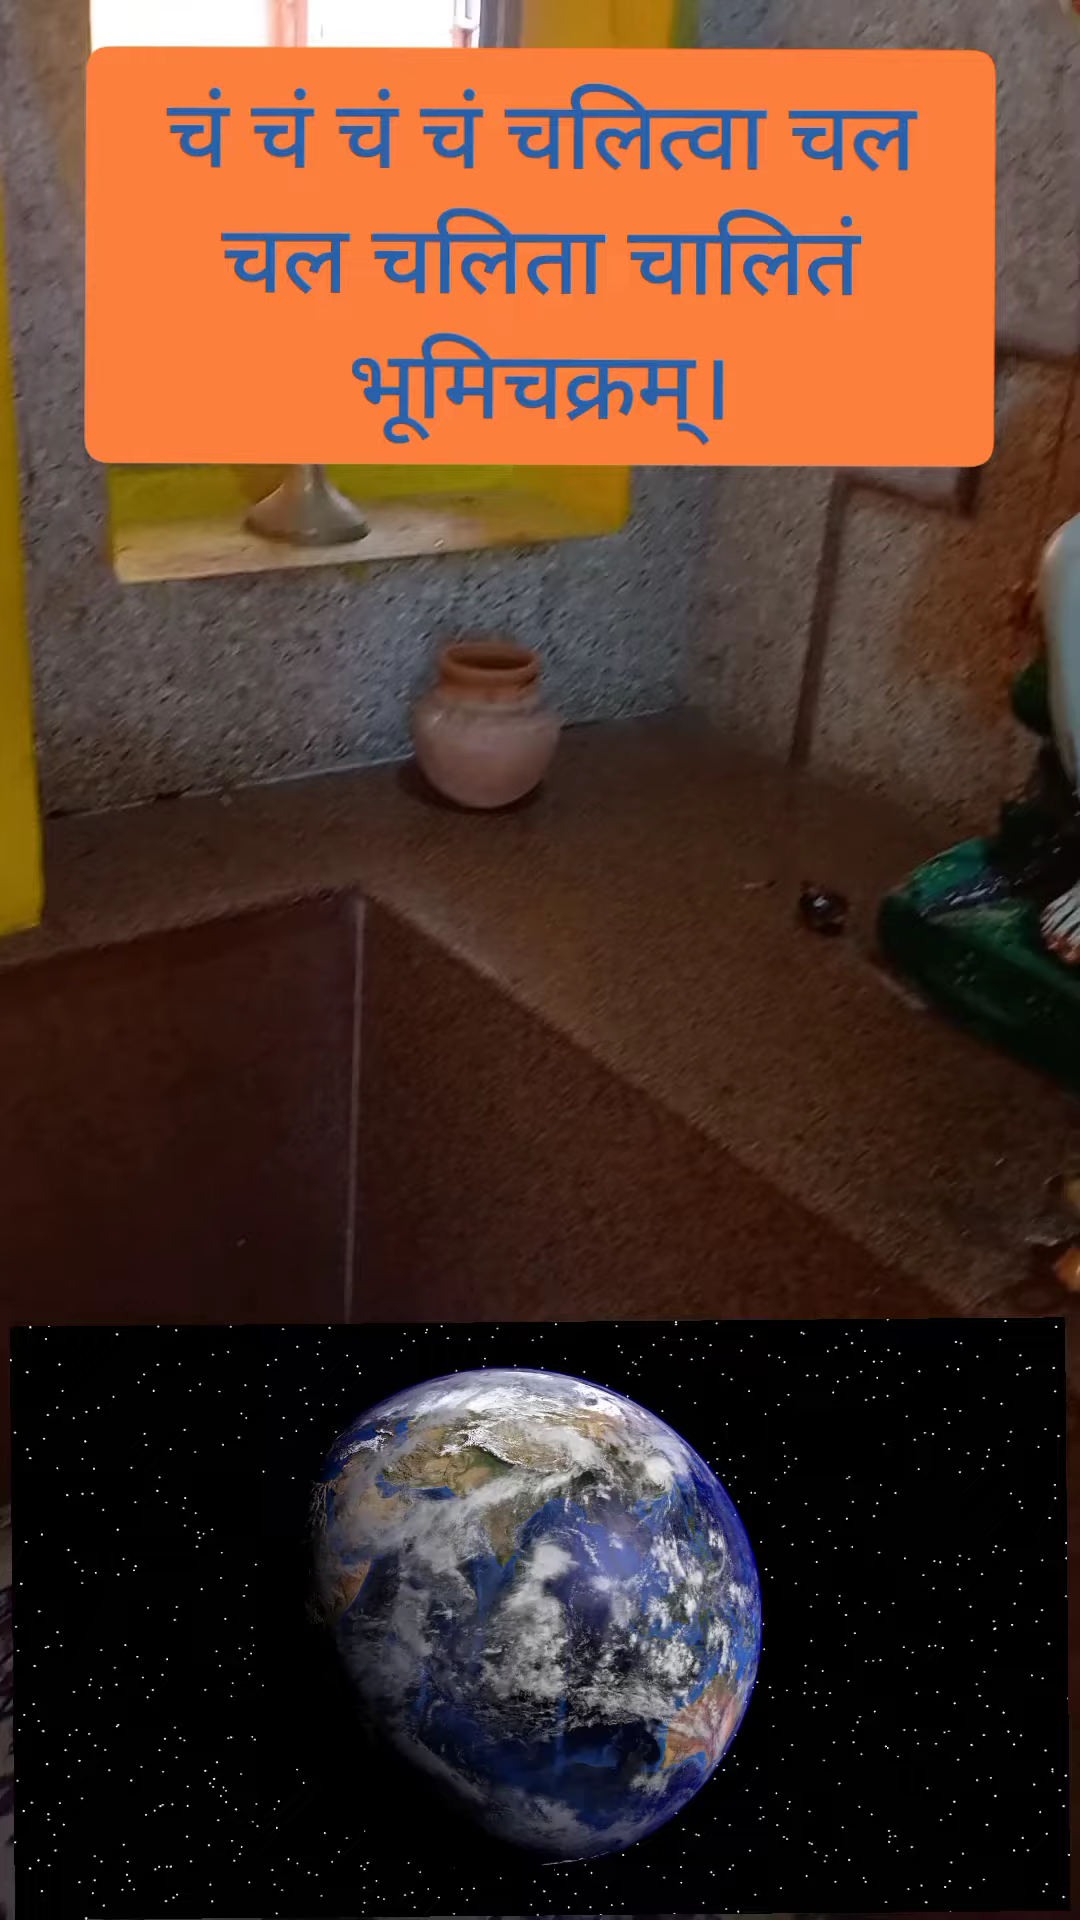 चं चं चं चं चलित्वा चल
चल चलिता चालितं
भूमिचक्रम्।